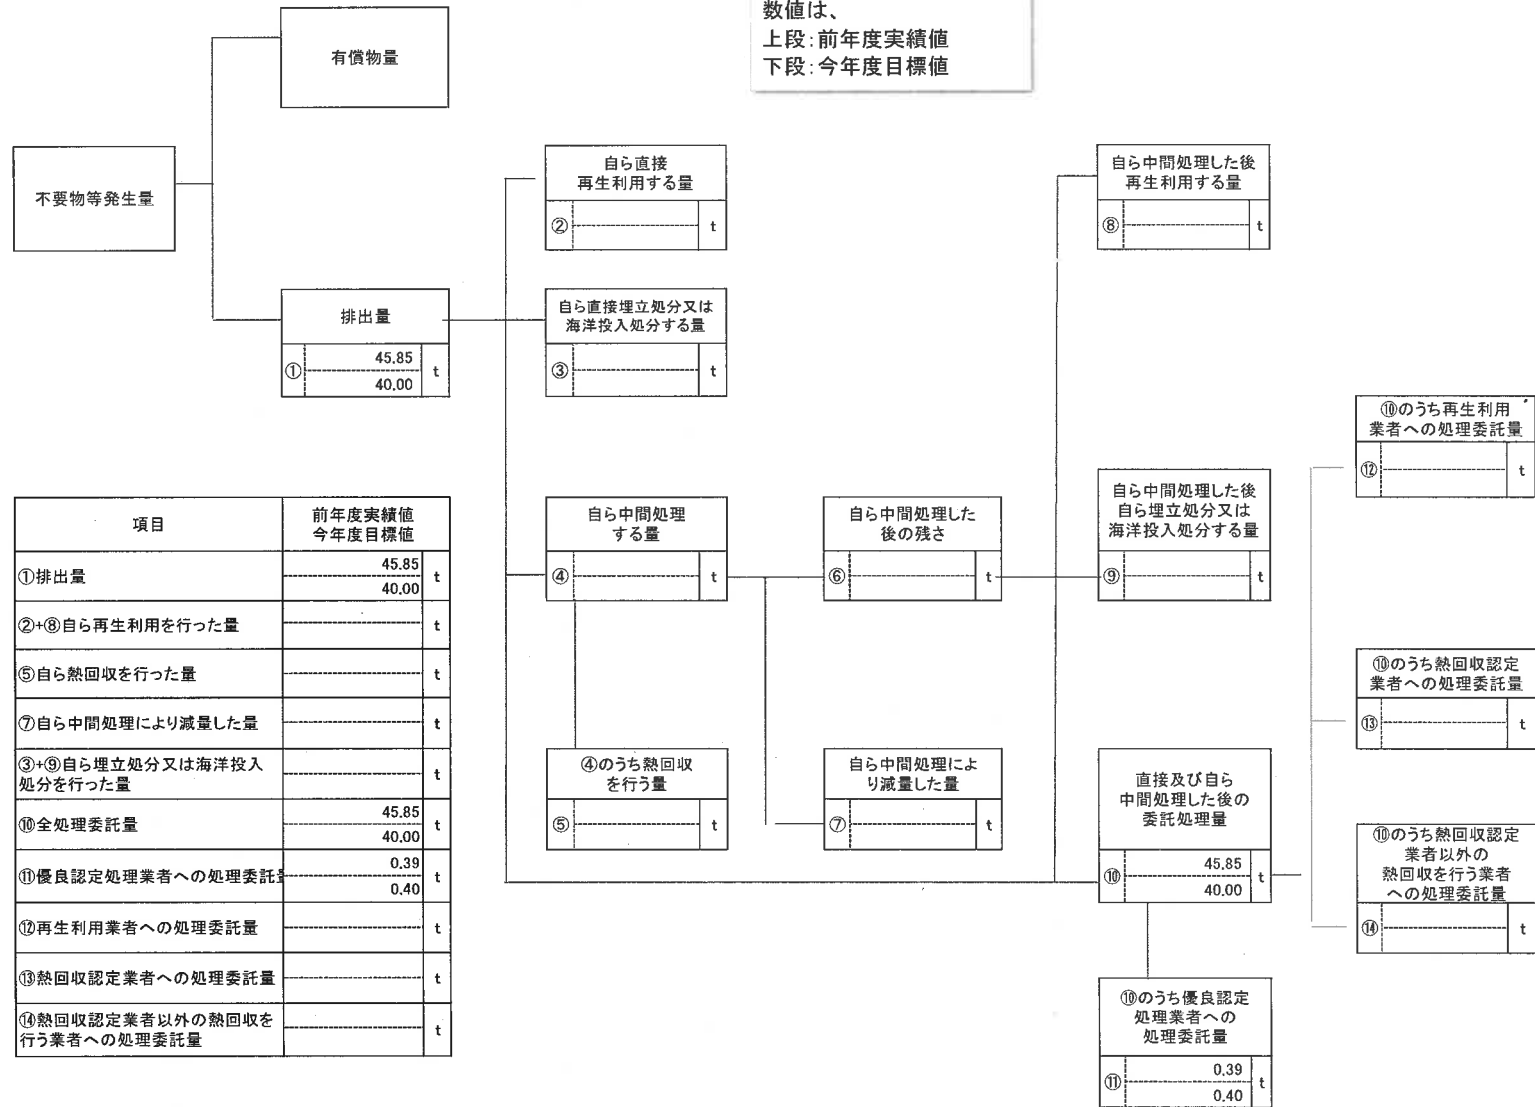 数値は、
上段:前年度実績値
下段:今年度目標値
有償物量
不要物等発生量
排出量
① 45.85 t
40.00
自ら直接
再生利用する量
② t
自ら直接埋立処分又は
海洋投入処分する量
③ t
自ら中間処理した後
再生利用する量
⑧ t
自ら中間処理
する量
④ t
自ら中間処理した
後の残さ
⑥ t
自ら中間処理した後
自ら埋立処分又は
海洋投入処分する量
⑨ t
④のうち熱回収
を行う量
⑤ t
自ら中間処理によ
り減量した量
⑦ t
直接及び自ら
中間処理した後の
委託処理量
⑩ 45.85 t
40.00
⑩のうち優良認定
処理業者への
処理委託量
⑪ 0.39 t
0.40
⑩のうち再生利用
業者への処理委託量
⑫ t
⑩のうち熱回収認定
業者への処理委託量
⑬ t
⑩のうち熱回収認定
業者以外の
熱回収を行う業者
への処理委託量
⑭ t
項目 前年度実績値
今年度目標値
①排出量 45.85 t
40.00
②+⑧自ら再生利用を行った量 t
⑤自ら熱回収を行った量 t
⑦自ら中間処理により減量した量 t
③+⑨自ら埋立処分又は海洋投入
処分を行った量 t
⑩全処理委託量 45.85 t
40.00
⑪優良認定処理業者への処理委託 0.39 t
0.40
⑫再生利用業者への処理委託量 t
⑬熱回収認定業者への処理委託量 t
⑭熱回収認定業者以外の熱回収を
行う業者への処理委託量 t